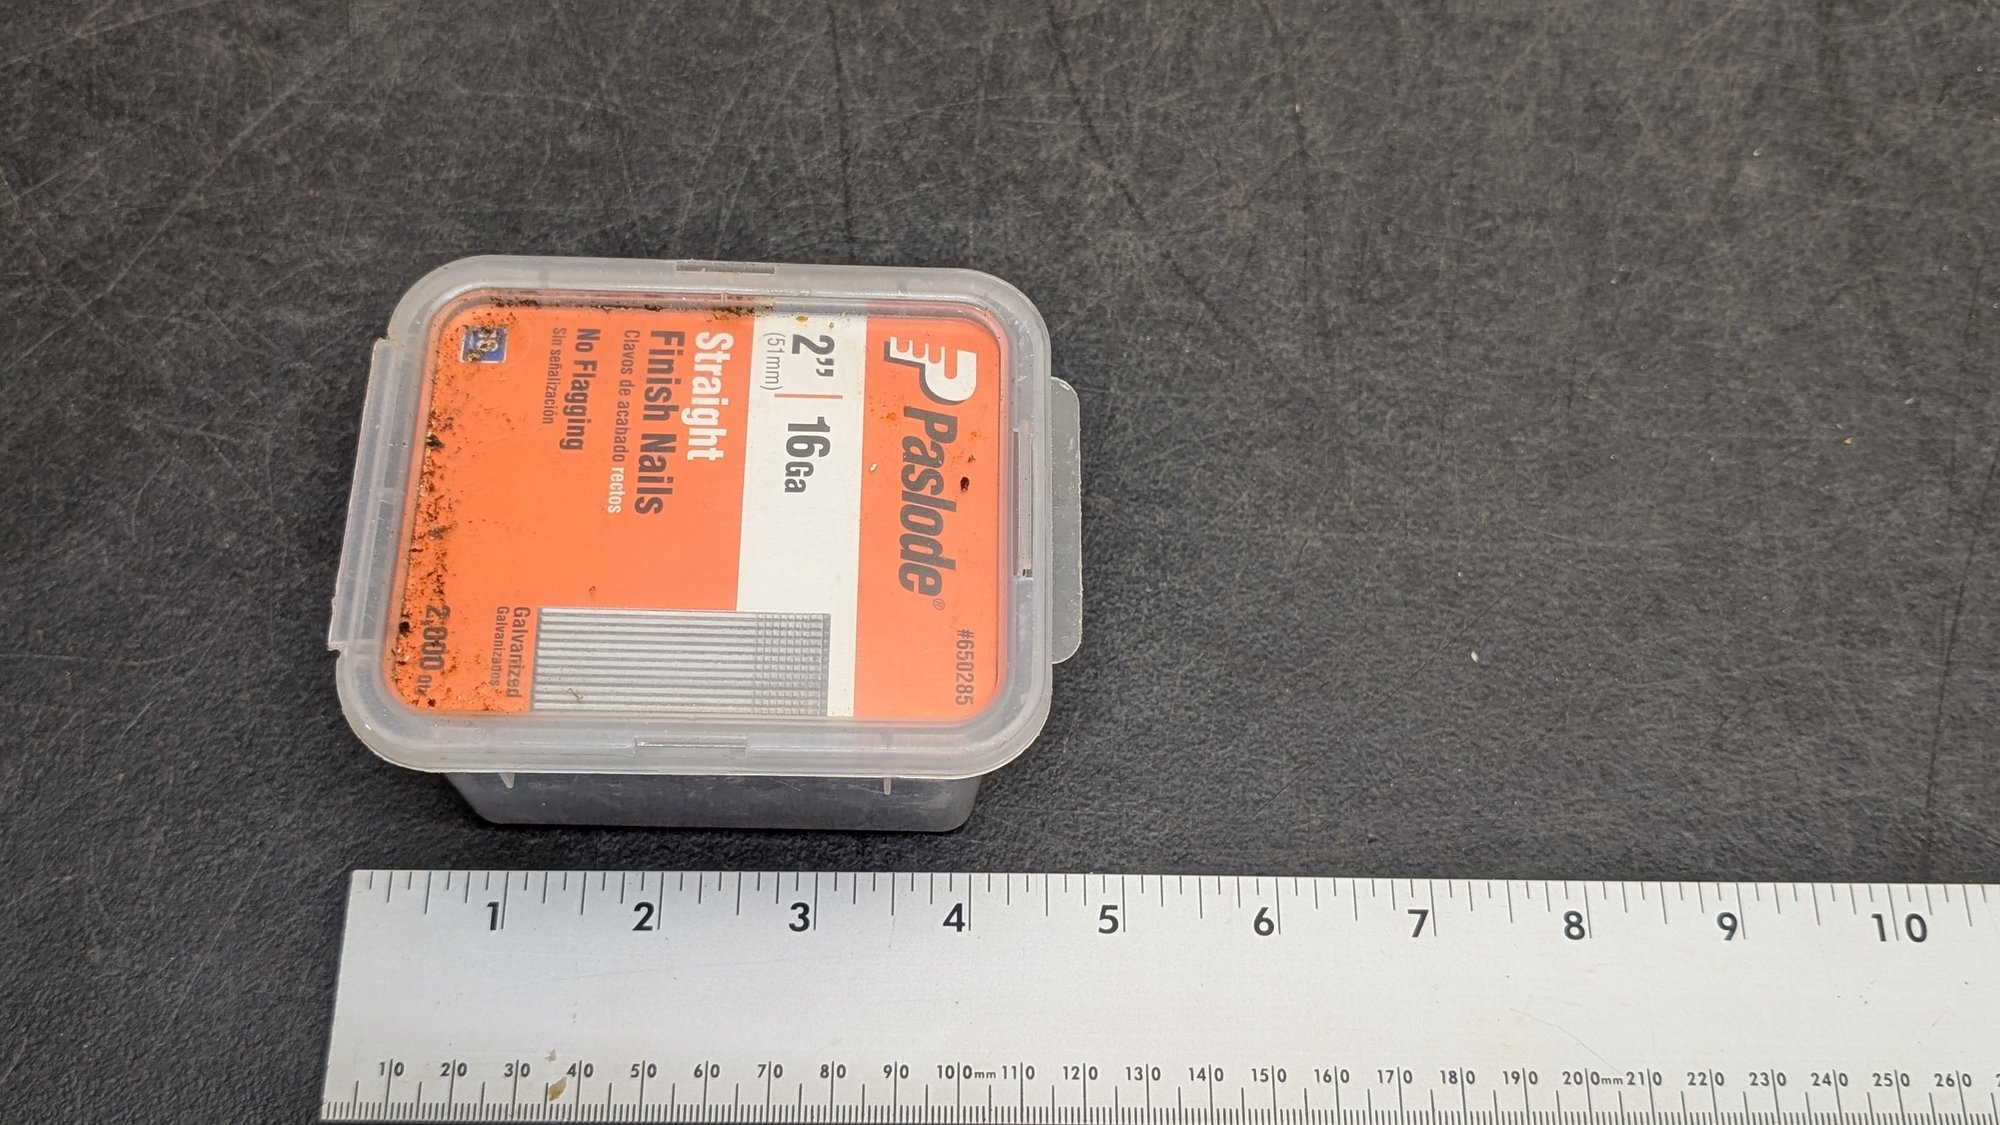 Paslode®
#650285
2” | 16Ga
(51mm)
Straight
Finish Nails
Clavos de acabado rectos
No Flagging
Sin señalización
Galvanized
Galvanizados
2,000 qty
1 2 3 4 5 6 7 8 9 10
10 20 30 40 50 60 70 80 90 100mm 110 120 130 140 150 160 170 180 190 200mm 210 220 230 240 250 260